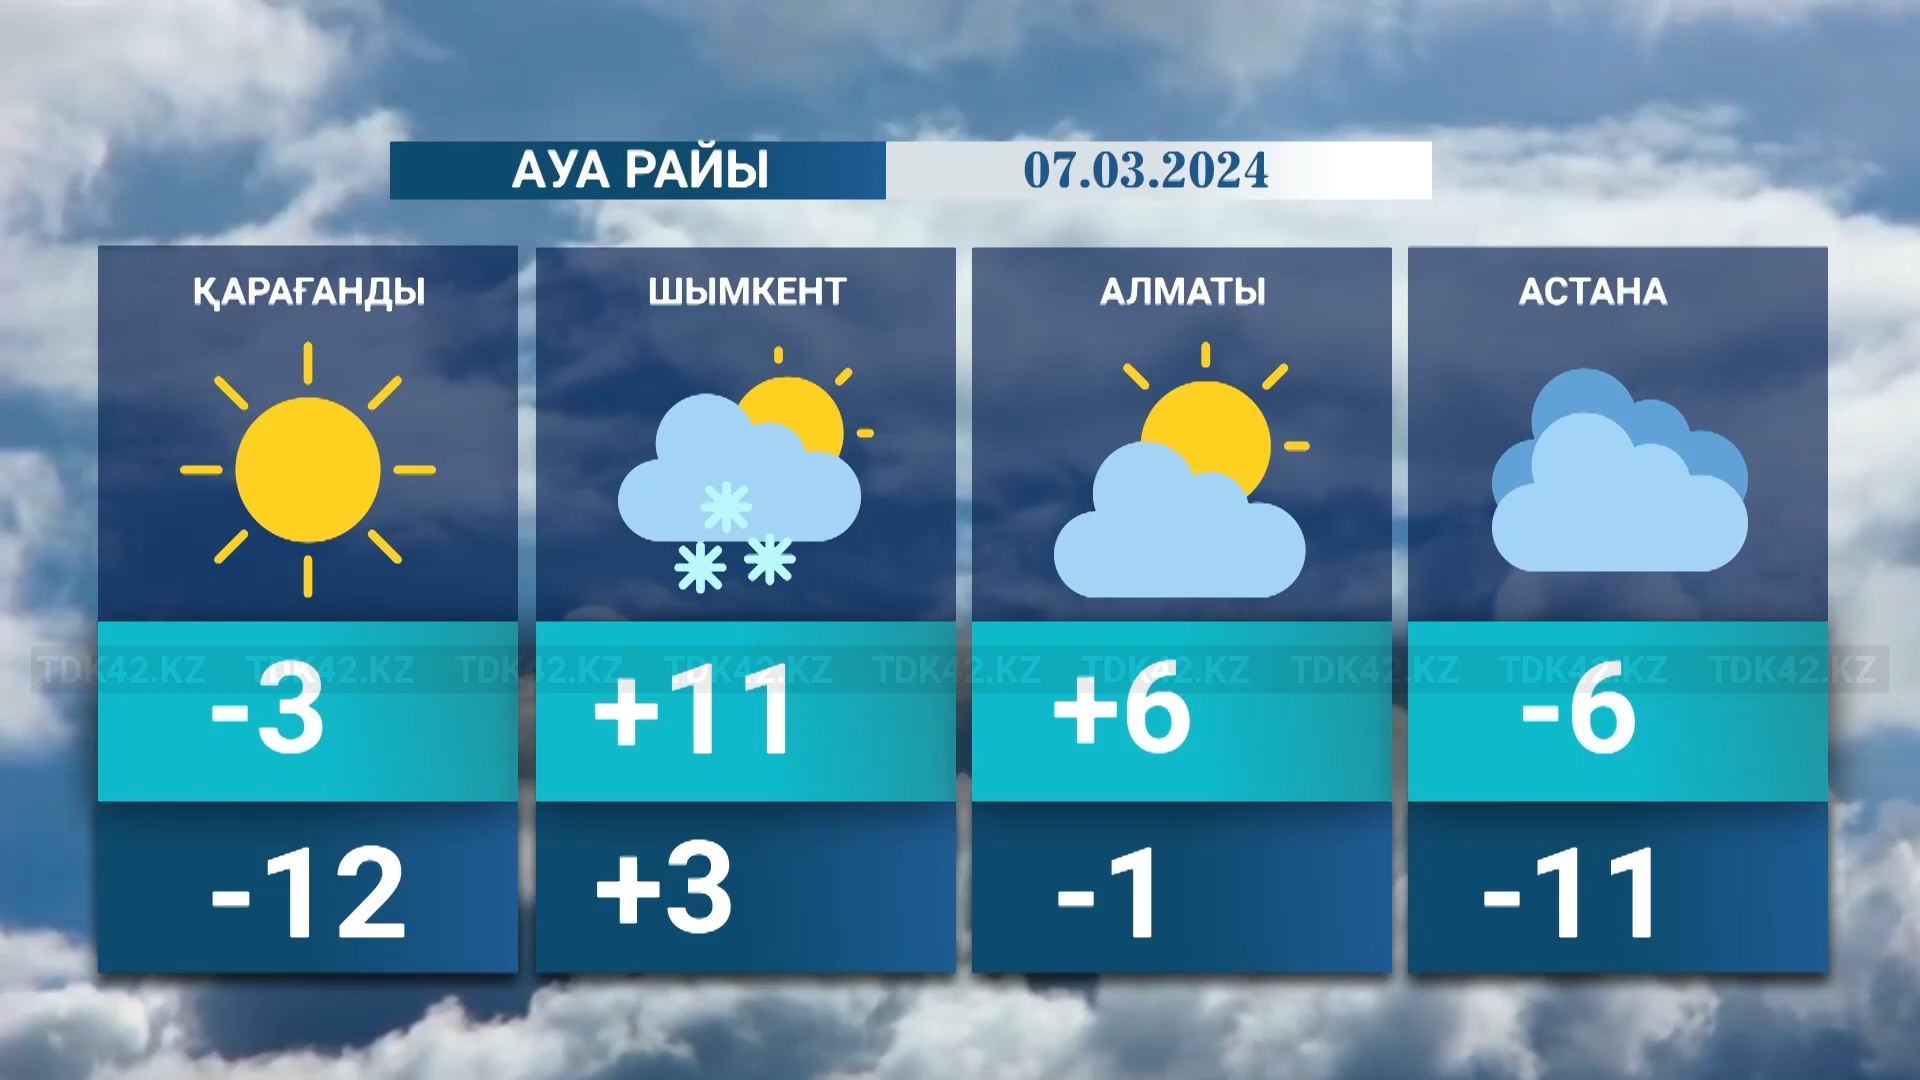 АУА РАЙЫ 07.03.2024
ҚАРАҒАНДЫ ШЫМКЕНТ АЛМАТЫ АСТАНА
TDK42.KZ TDK42.KZ TDK42.KZ TDK42.KZ TDK42.KZ TDK42.KZ TDK42.KZ TDK42.KZ TDK42.KZ
-3 +11 +6 -6
-12 +3 -1 -11